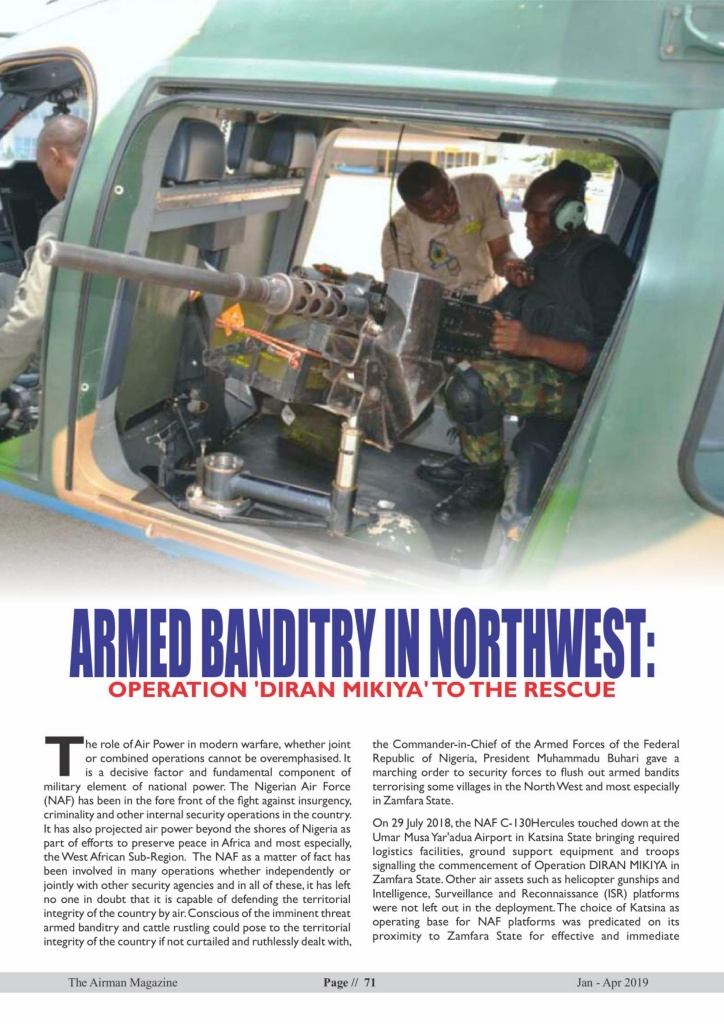 ARMED BANDITRY IN NORTHWEST:
OPERATION 'DIRAN MIKIYA' TO THE RESCUE
The role of Air Power in modern warfare, whether joint
or combined operations cannot be overemphasised. It
is a decisive factor and fundamental component of
military element of national power. The Nigerian Air Force
(NAF) has been in the fore front of the fight against insurgency,
criminality and other internal security operations in the country.
It has also projected air power beyond the shores of Nigeria as
part of efforts to preserve peace in Africa and most especially,
the West African Sub-Region. The NAF as a matter of fact has
been involved in many operations whether independently or
jointly with other security agencies and in all of these, it has left
no one in doubt that it is capable of defending the territorial
integrity of the country by air. Conscious of the imminent threat
armed banditry and cattle rustling could pose to the territorial
integrity of the country if not curtailed and ruthlessly dealt with,
the Commander-in-Chief of the Armed Forces of the Federal
Republic of Nigeria, President Muhammadu Buhari gave a
marching order to security forces to flush out armed bandits
terrorising some villages in the North West and most especially
in Zamfara State.
On 29 July 2018, the NAF C-130Hercules touched down at the
Umar Musa Yar'adua Airport in Katsina State bringing required
logistics facilities, ground support equipment and troops
signalling the commencement of Operation DIRAN MIKIYA in
Zamfara State. Other air assets such as helicopter gunships and
Intelligence, Surveillance and Reconnaissance (ISR) platforms
were not left out in the deployment. The choice of Katsina as
operating base for NAF platforms was predicated on its
proximity to Zamfara State for effective and immediate
The Airman Magazine
Page // 71
Jan - Apr 2019